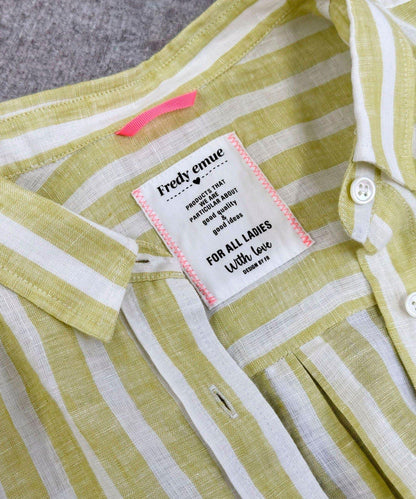 Fredy emue
PRODUCTS THAT
WE ARE
PARTICULAR ABOUT
good quality
&
good ideas
FOR ALL LADIES
With love
DESIGN BY FR